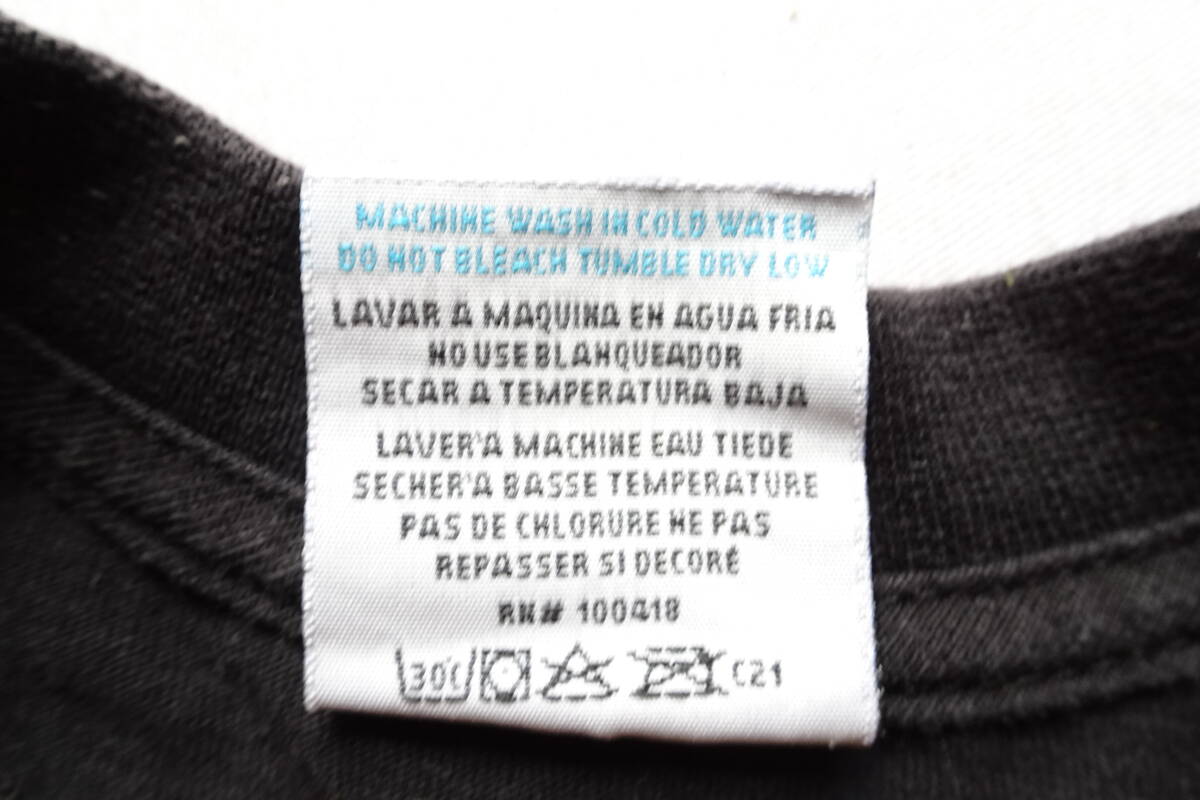 MACHINE WASH IN COLD WATER
DO NOT BLEACH TUMBLE DRY LOW
LAVAR A MAQUINA EN AGUA FRIA
NO USE BLANQUEADOR
SECAR A TEMPERATURA BAJA
LAVER'A MACHINE EAU TIEDE
SECHER'A BASSE TEMPERATURE
PAS DE CHLORURE NE PAS
REPASSER SI DECORÉ
RN# 100418
30C C21